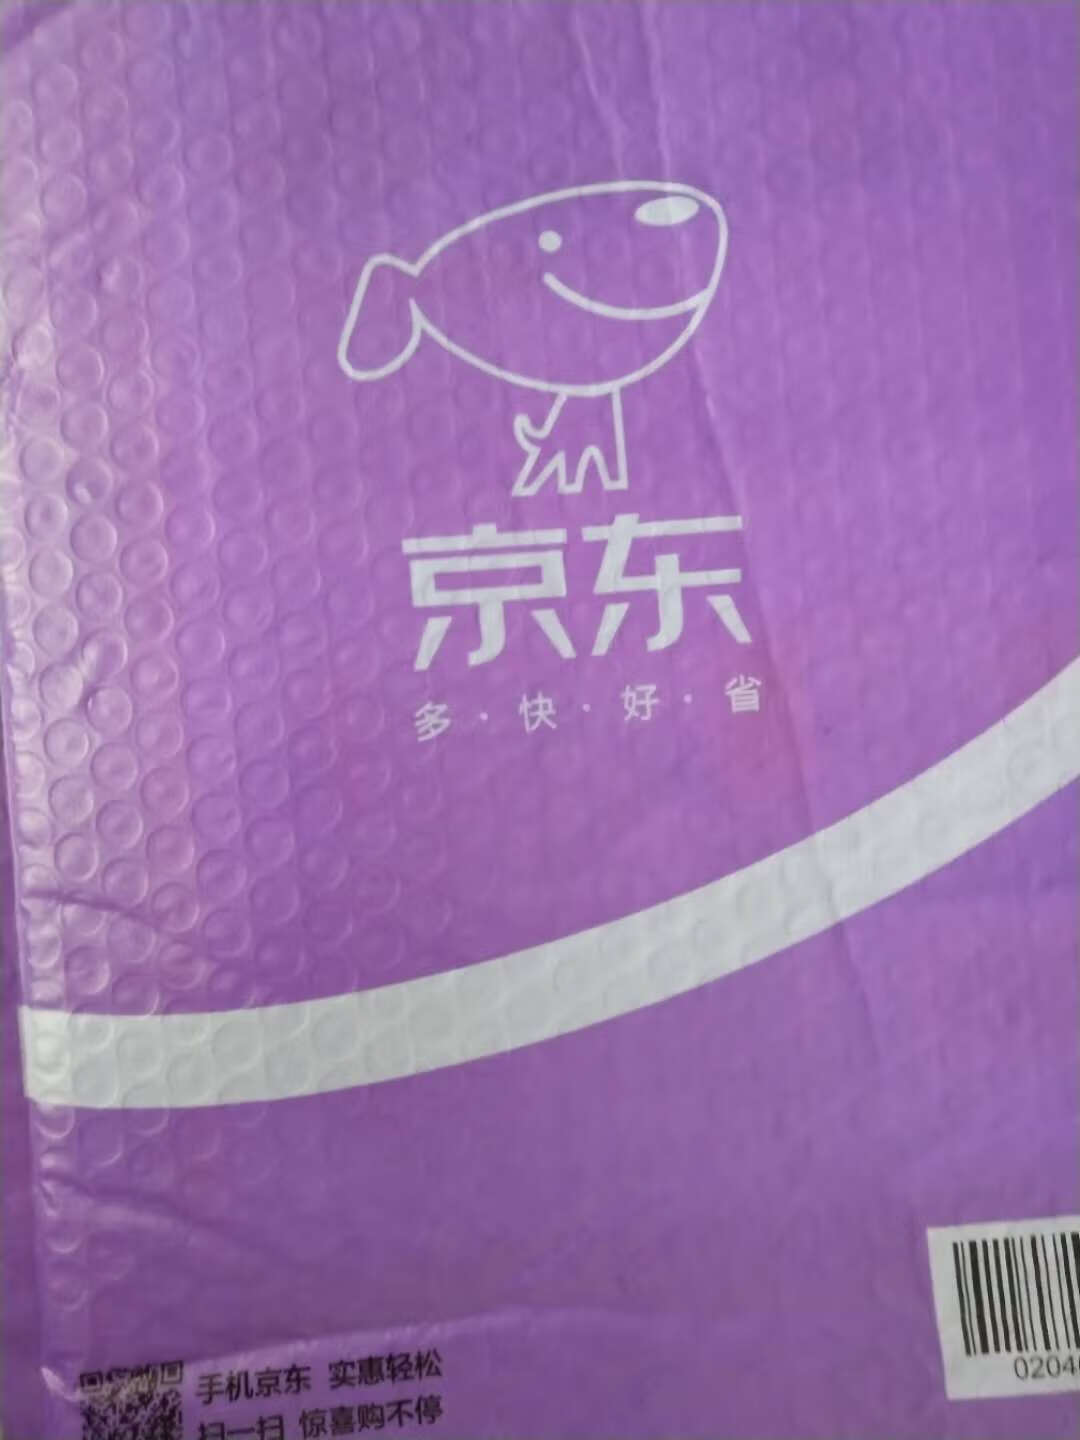 京东
多·快·好·省
手机京东 实惠轻松
扫一扫 惊喜购不停